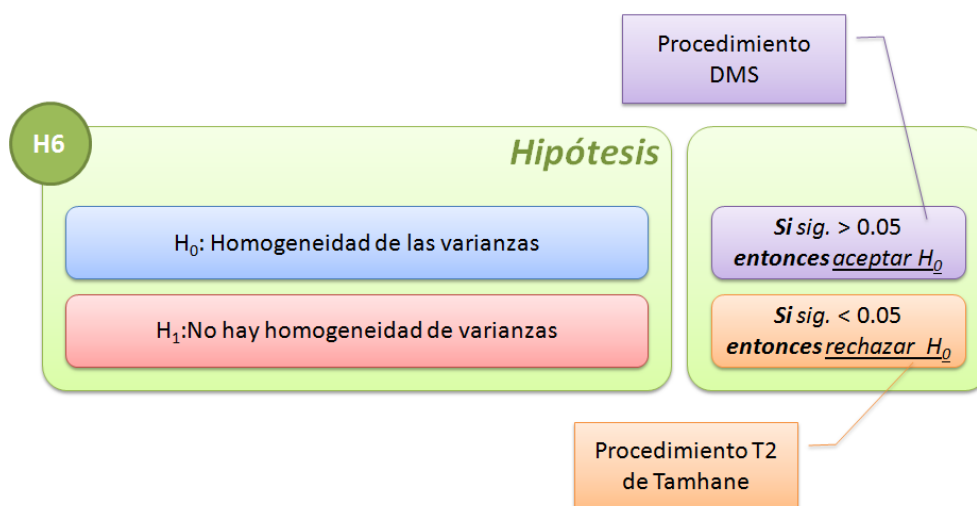 Procedimiento
DMS
H6
Hipótesis
H₀: Homogeneidad de las varianzas
Si sig. > 0.05
entonces aceptar H₀
H₁:No hay homogeneidad de varianzas
Si sig. < 0.05
entonces rechazar H₀
Procedimiento T2
de Tamhane